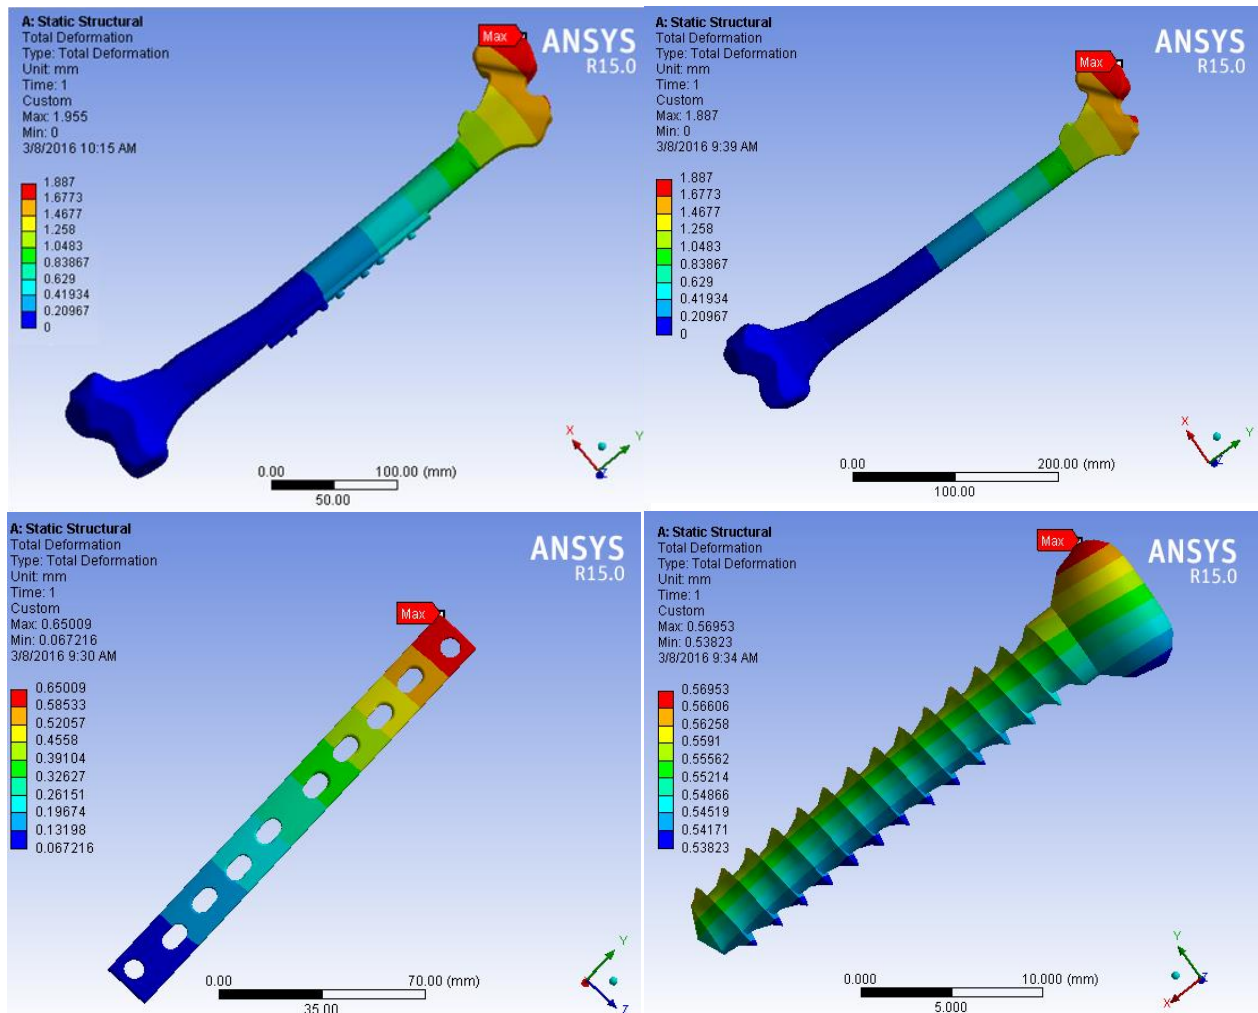 A: Static Structural
Total Deformation
Type: Total Deformation
Unit: mm
Time: 1
Custom
Max: 1.955
Min: 0
3/8/2016 10:15 AM
1.887
1.6773
1.4677
1.258
1.0483
0.83867
0.629
0.41934
0.20967
0
Max
ANSYS
R15.0
X
Y
Z
0.00
100.00 (mm)
50.00
A: Static Structural
Total Deformation
Type: Total Deformation
Unit: mm
Time: 1
Custom
Max: 1.887
Min: 0
3/8/2016 9:39 AM
1.887
1.6773
1.4677
1.258
1.0483
0.83867
0.629
0.41934
0.20967
0
Max
ANSYS
R15.0
X
Y
Z
0.00
200.00 (mm)
100.00
A: Static Structural
Total Deformation
Type: Total Deformation
Unit: mm
Time: 1
Custom
Max: 0.65009
Min: 0.067216
3/8/2016 9:30 AM
0.65009
0.58533
0.52057
0.4558
0.39104
0.32627
0.26151
0.19674
0.13198
0.067216
Max
ANSYS
R15.0
Y
Z
0.00
70.00 (mm)
35.00
A: Static Structural
Total Deformation
Type: Total Deformation
Unit: mm
Time: 1
Custom
Max: 0.56953
Min: 0.53823
3/8/2016 9:34 AM
0.56953
0.56606
0.56258
0.5591
0.55562
0.55214
0.54866
0.54519
0.54171
0.53823
Max
ANSYS
R15.0
Y
Z
X
0.000
10.000 (mm)
5.000